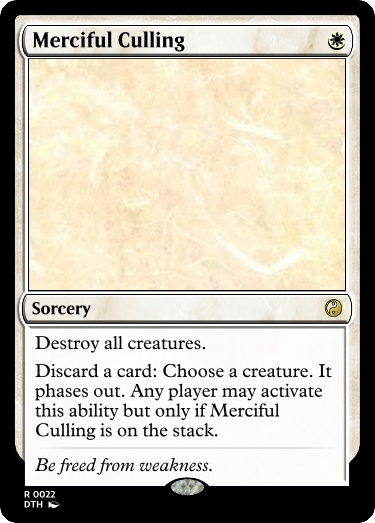 Merciful Culling
Sorcery
Destroy all creatures.
Discard a card: Choose a creature. It
phases out. Any player may activate
this ability but only if Merciful
Culling is on the stack.
Be freed from weakness.
R 0022
DTH